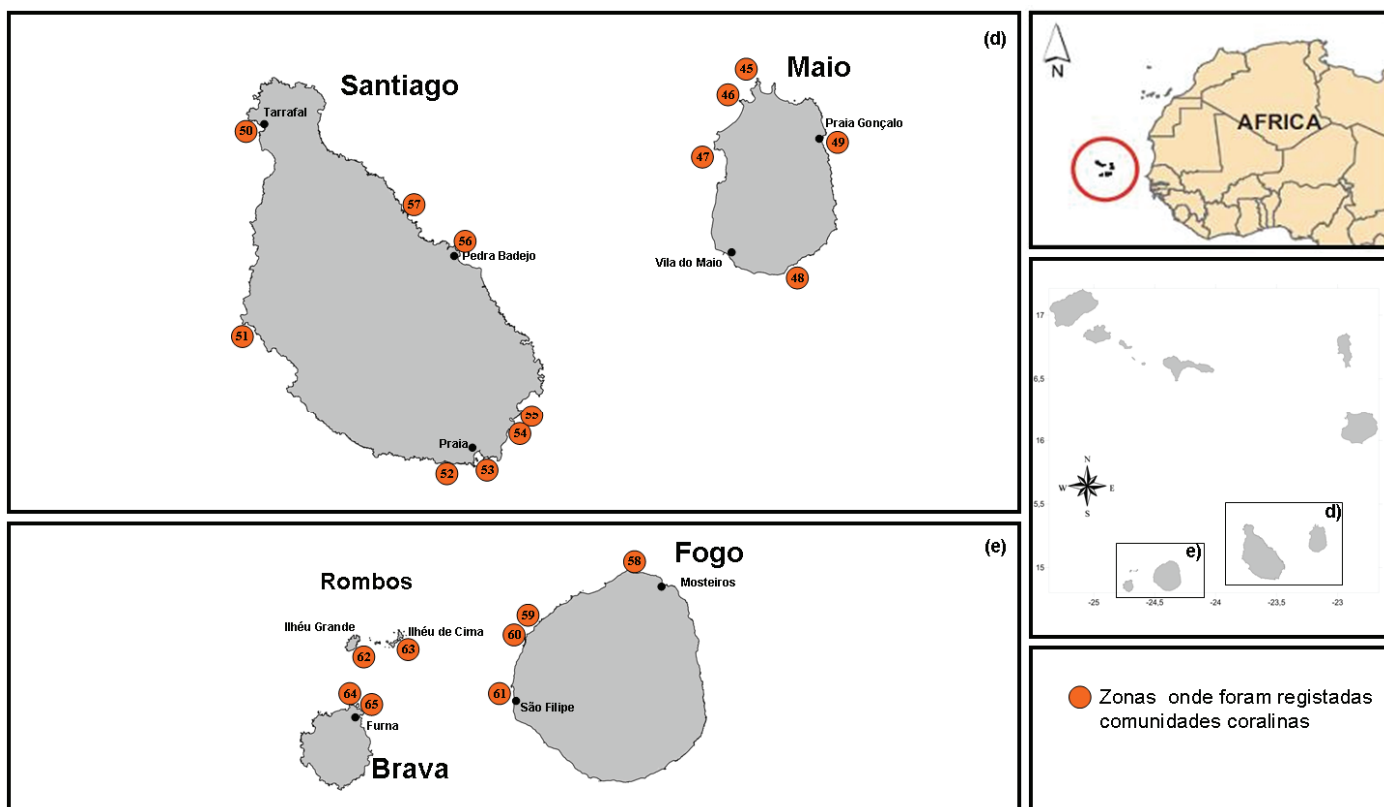 (d)
Santiago
Maio
45
46
Tarrafal
50
Praia Gonçalo
49
47
57
56
Pedra Badejo
Vila do Maio
48
51
55
54
Praia
53
52
(e)
Fogo
58
Mosteiros
Rombos
59
Ilhéu Grande
Ilhéu de Cima
60
63
62
64
61
65
São Filipe
Furna
Brava
N
AFRICA
17
16,5
16
N
W E
S
15,5
d)
e)
15
-25 -24,5 -24 -23,5 -23
Zonas onde foram registadas
comunidades coralinas